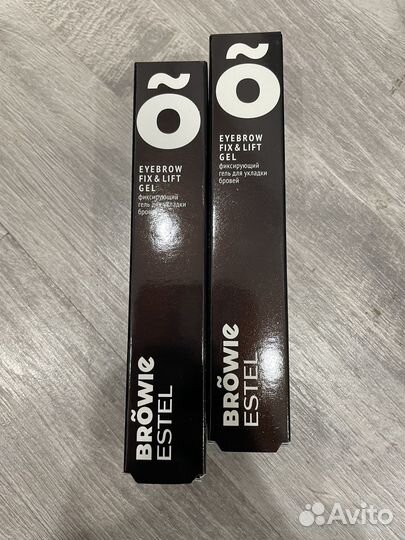 Õ
EYEBROW
FIX & LIFT
GEL
фиксирующий
гель для укладки
бровей
BRÕWIE
ESTEL
Õ
EYEBROW
FIX & LIFT
GEL
фиксирующий
гель для укладки
бровей
BRÕWIE
ESTEL
Avito